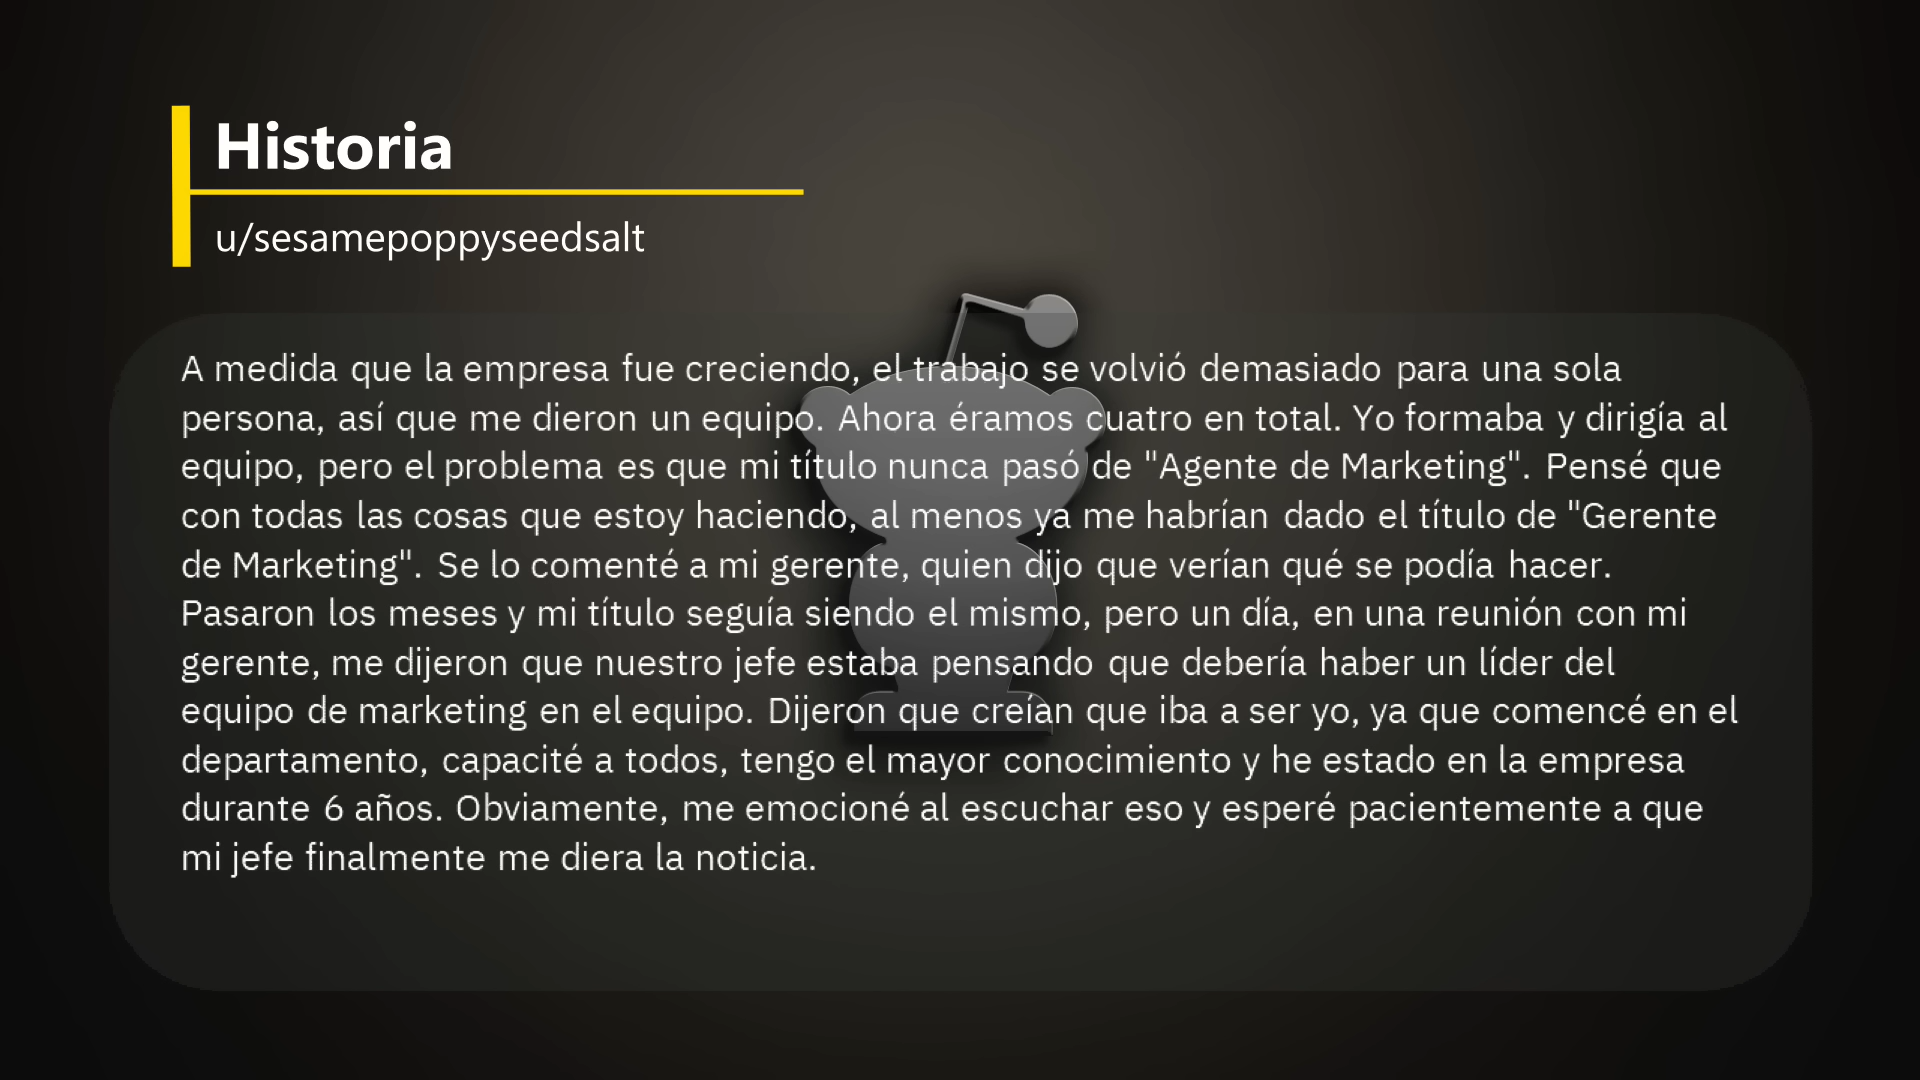 Historia
u/sesamepoppyseedsalt
A medida que la empresa fue creciendo, el trabajo se volvió demasiado para una sola
persona, así que me dieron un equipo. Ahora éramos cuatro en total. Yo formaba y dirigía al
equipo, pero el problema es que mi título nunca pasó de "Agente de Marketing". Pensé que
con todas las cosas que estoy haciendo, al menos ya me habrían dado el título de "Gerente
de Marketing". Se lo comenté a mi gerente, quien dijo que verían qué se podía hacer.
Pasaron los meses y mi título seguía siendo el mismo, pero un día, en una reunión con mi
gerente, me dijeron que nuestro jefe estaba pensando que debería haber un líder del
equipo de marketing en el equipo. Dijeron que creían que iba a ser yo, ya que comencé en el
departamento, capacité a todos, tengo el mayor conocimiento y he estado en la empresa
durante 6 años. Obviamente, me emocioné al escuchar eso y esperé pacientemente a que
mi jefe finalmente me diera la noticia.